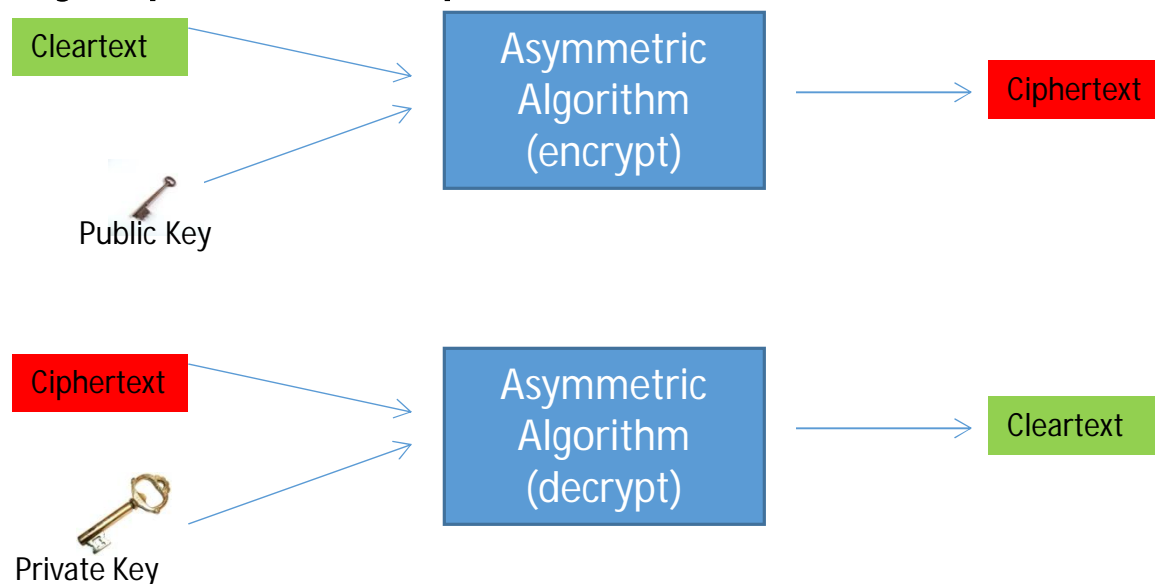 Cleartext
Asymmetric
Algorithm
(encrypt)
Ciphertext
Public Key
Ciphertext
Asymmetric
Algorithm
(decrypt)
Cleartext
Private Key